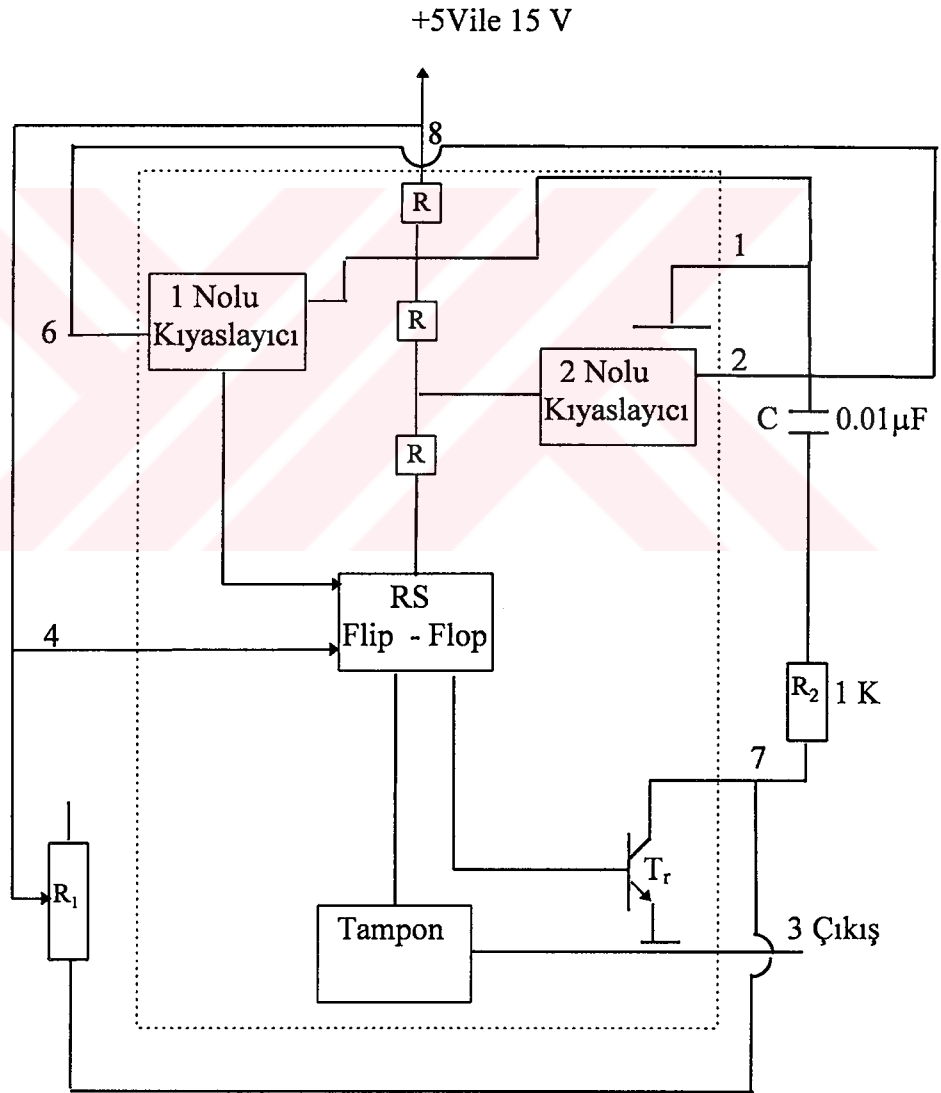 +5Vile 15 V
8
R
1
1 Nolu
Kıyaslayıcı
6
R
2 Nolu
Kıyaslayıcı
2
C
0.01µF
R
RS
Flip - Flop
4
R₂
1 K
7
R₁
Tᵣ
Tampon
3 Çıkış